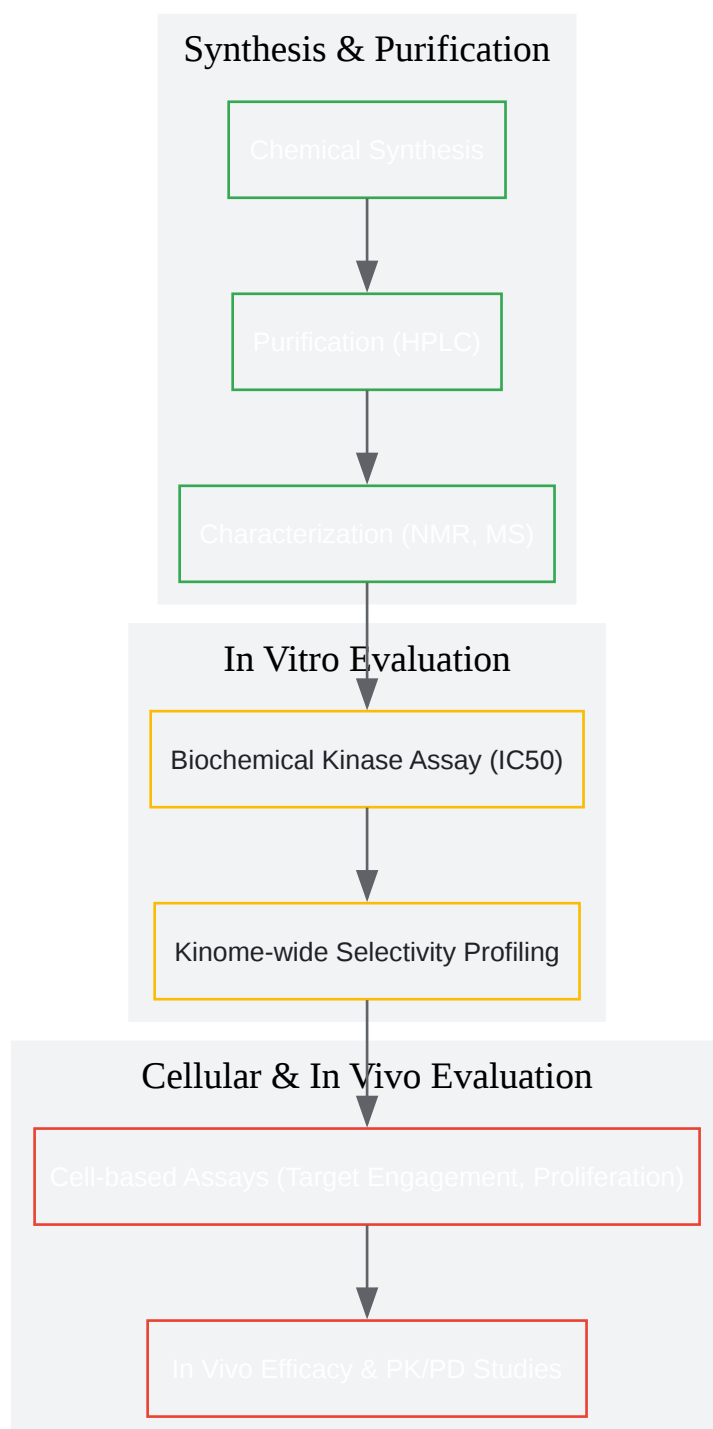 Synthesis & Purification
Chemical Synthesis
Purification (HPLC)
Characterization (NMR, MS)
In Vitro Evaluation
Biochemical Kinase Assay (IC50)
Kinome-wide Selectivity Profiling
Cellular & In Vivo Evaluation
Cell-based Assays (Target Engagement, Proliferation)
In Vivo Efficacy & PK/PD Studies